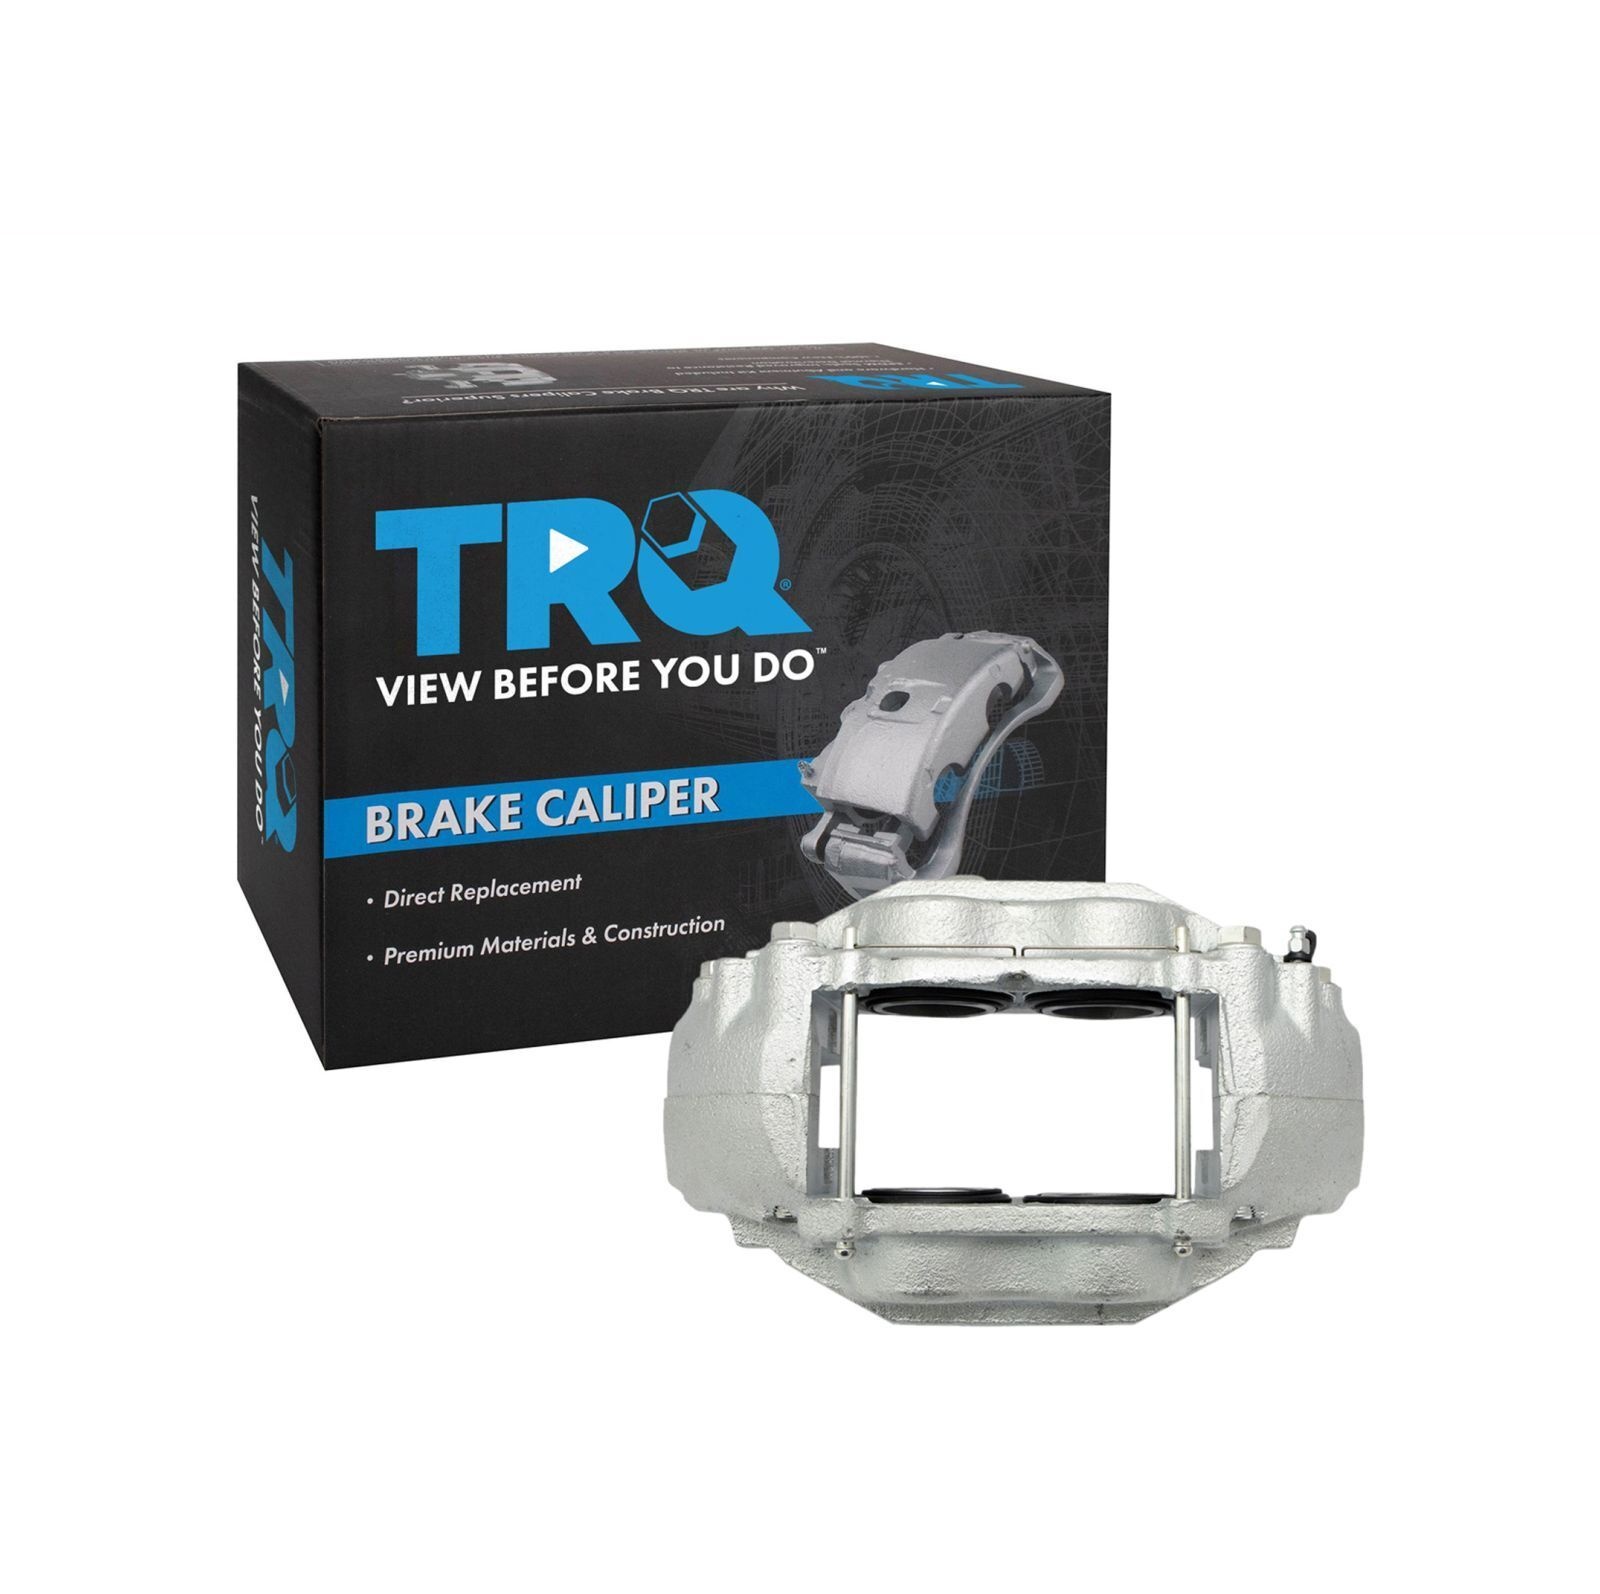 Why are TRQ Brake Calipers Superior?
TRQ
TRQ®
VIEW BEFORE YOU DO™
BRAKE CALIPER
• Direct Replacement
• Premium Materials & Construction
TRQ
VIEW BEFORE YOU DO